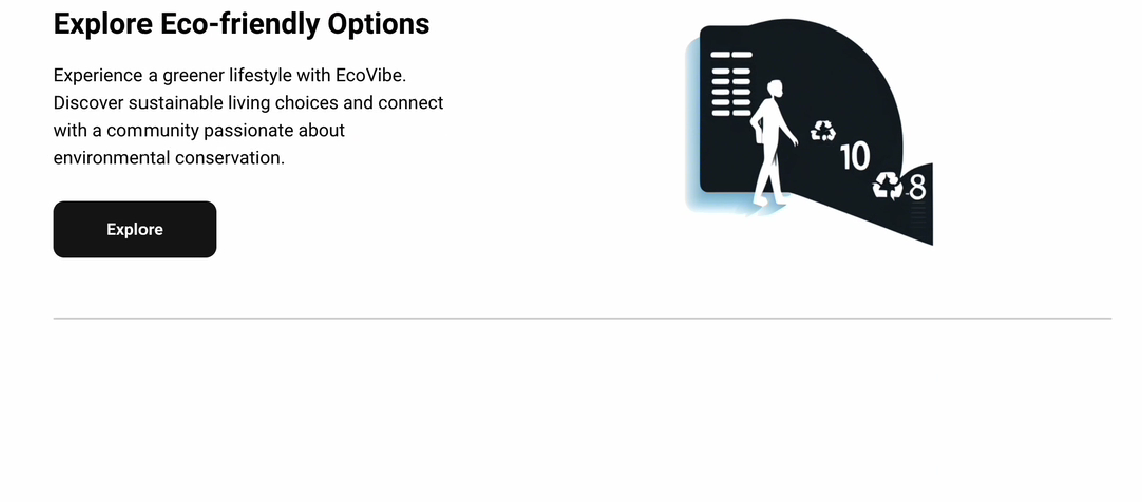 Explore Eco-friendly Options
Experience a greener lifestyle with EcoVibe.
Discover sustainable living choices and connect
with a community passionate about
environmental conservation.
Explore
10
8